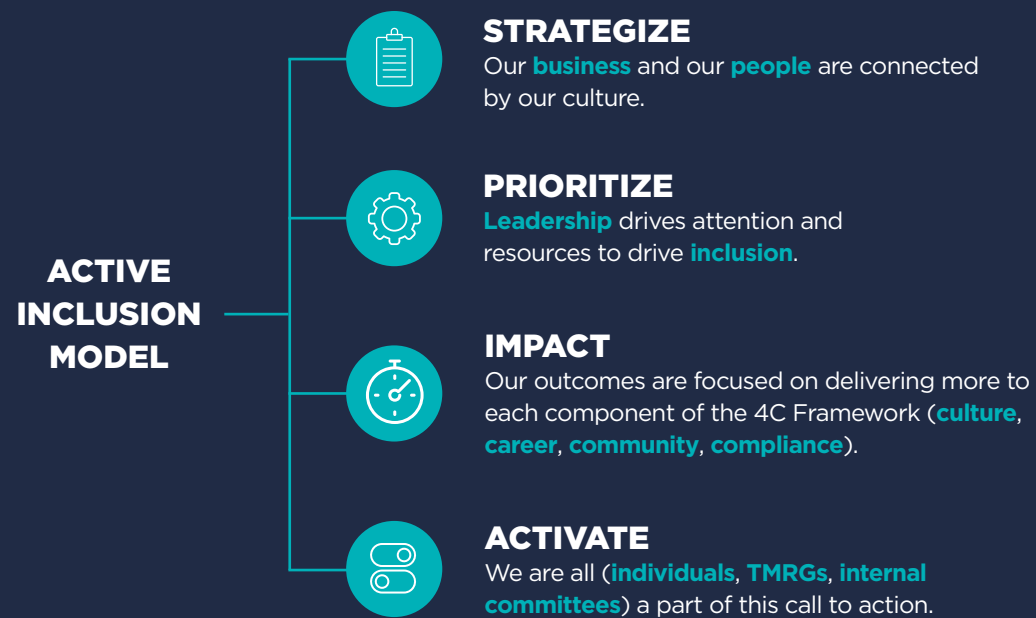 ACTIVE
INCLUSION
MODEL
STRATEGIZE
Our business and our people are connected
by our culture.
PRIORITIZE
Leadership drives attention and
resources to drive inclusion.
IMPACT
Our outcomes are focused on delivering more to
each component of the 4C Framework (culture,
career, community, compliance).
ACTIVATE
We are all (individuals, TMRGs, internal
committees) a part of this call to action.